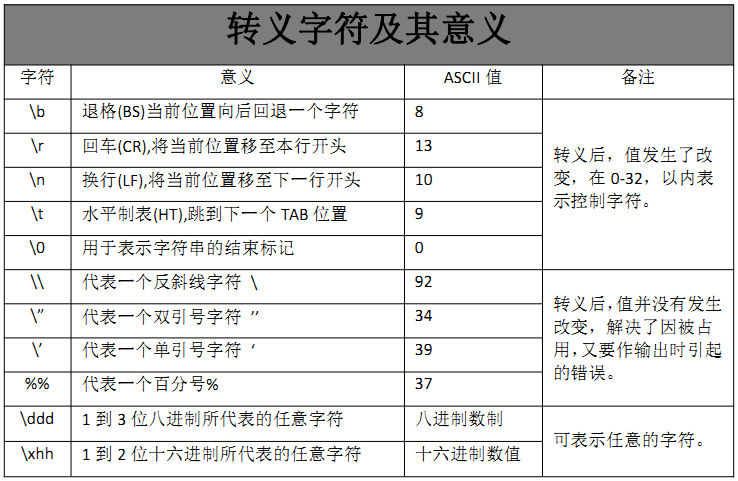 转义字符及其意义
字符 意义 ASCII 值 备注
\b 退格(BS)当前位置向后回退一个字符 8
\r 回车(CR),将当前位置移至本行开头 13
\n 换行(LF),将当前位置移至下一行开头 10
\t 水平制表(HT),跳到下一个 TAB 位置 9
\0 用于表示字符串的结束标记 0
转义后，值发生了改
变，在 0-32，以内表
示控制字符。
\\ 代表一个反斜线字符 \ 92
\” 代表一个双引号字符 ” 34
\’ 代表一个单引号字符 ‘ 39
%% 代表一个百分号% 37
转义后,值并没有发生
改变，解决了因被占
用,又要作输出时引起
的错误。
\ddd 1 到 3 位八进制所代表的任意字符 八进制数制
\xhh 1 到 2 位十六进制所代表的任意字符 十六进制数值
可表示任意的字符。